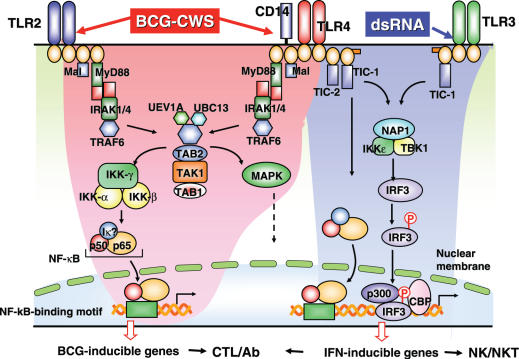 TLR2
BCG-CWS
CD14
TLR4
dsRNA
TLR3
Mal
MyD88
MyD88
Mal
TIC-1
TIC-2
TIC-1
IRAK1/4
UEV1A
UBC13
IRAK1/4
TRAF6
TRAF6
NAP1
IKKε
TBK1
TAB2
TAK1
TAB1
MAPK
IKK-γ
IKK-α
IKK-β
IRF3
Iκ?
p50
p65
NF-κB
P
IRF3
Nuclear
membrane
p300
P
CBP
IRF3
NF-kB-binding motif
BCG-inducible genes
CTL/Ab
IFN-inducible genes
NK/NKT